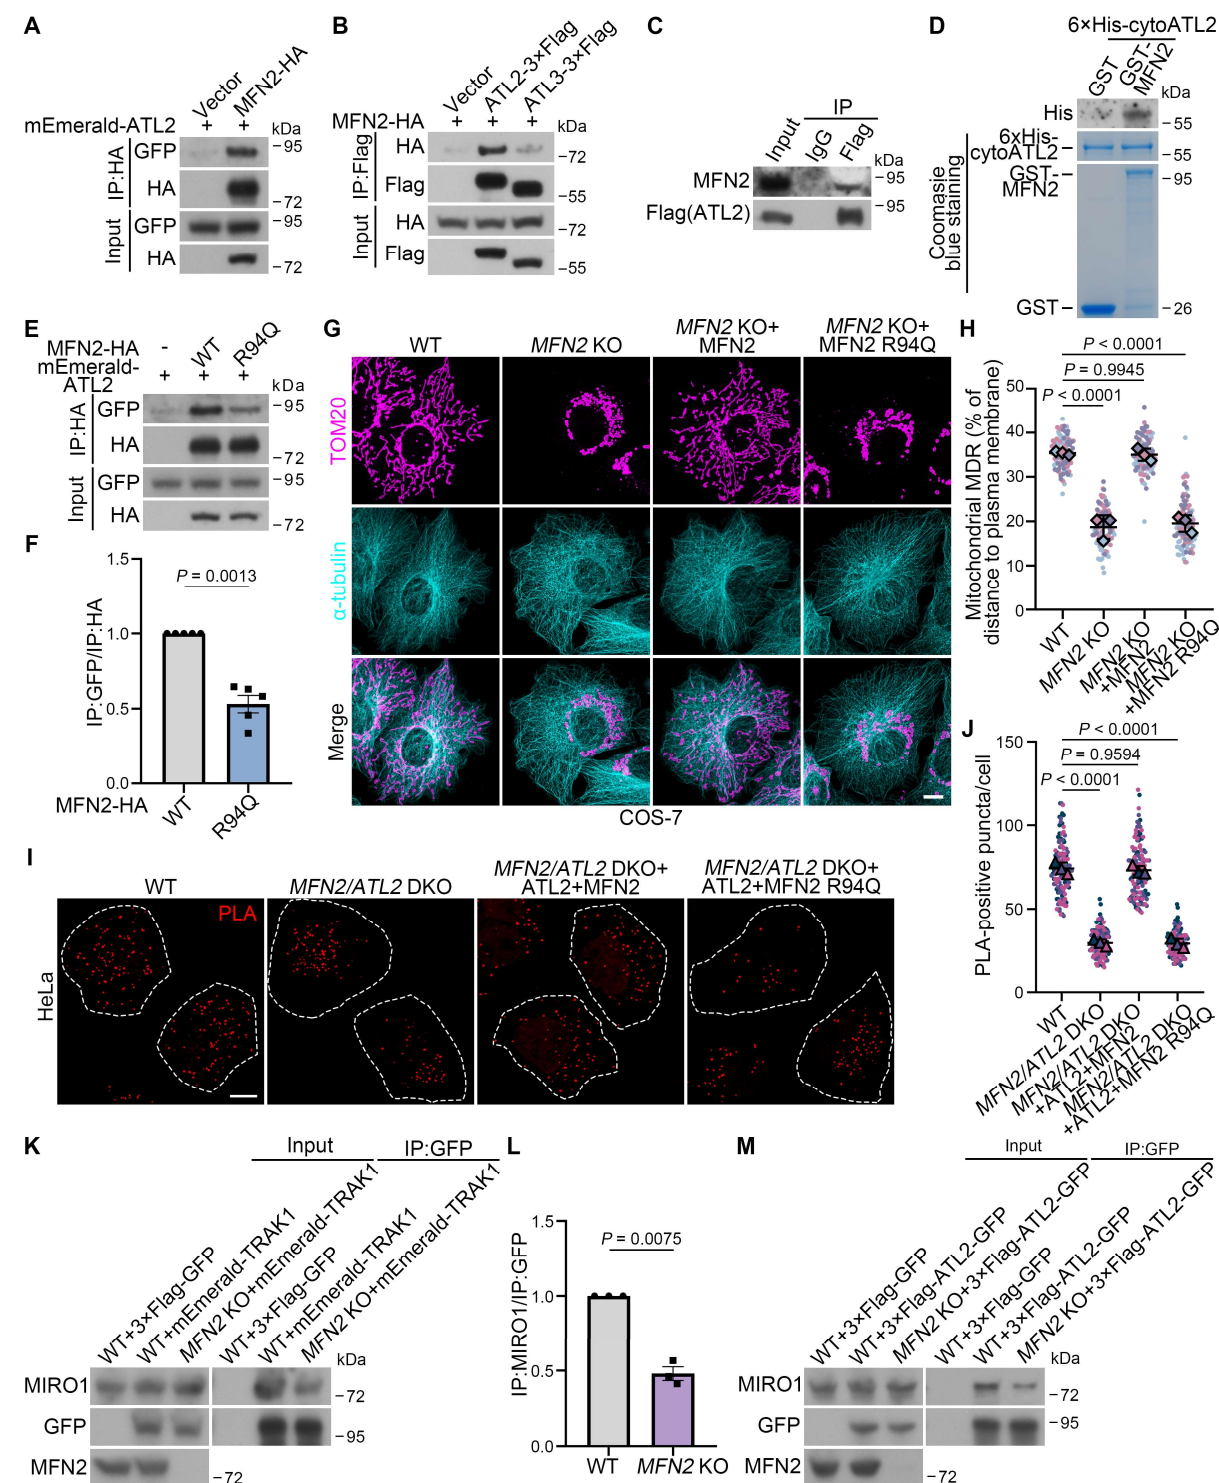 A
Vector
MFN2-HA
mEmerald-ATL2
+
+
kDa
IP:HA
GFP
–95
HA
–72
Input
GFP
–95
HA
–72
B
Vector
ATL2-3×Flag
ATL3-3×Flag
MFN2-HA
+
+
+
kDa
IP:Flag
HA
–72
Flag
–55
Input
HA
–72
Flag
–55
C
IP
Input
IgG
Flag
kDa
MFN2
–95
Flag(ATL2)
–95
D
6×His-cytoATL2
GST
GST-
MFN2
kDa
His
–55
Coomasie
blue staining
6xHis-
cytoATL2
–55
GST-
MFN2
–95
GST
–26
E
MFN2-HA
-
WT
R94Q
mEmerald-
ATL2
+
+
+
kDa
IP:HA
GFP
–95
HA
–72
Input
GFP
–95
HA
–72
F
IP:GFP/IP:HA
1.5
1.0
0.5
0.0
P = 0.0013
MFN2-HA
WT
R94Q
G
WT
MFN2 KO
MFN2 KO+
MFN2
MFN2 KO+
MFN2 R94Q
TOM20
α-tubulin
Merge
COS-7
H
P < 0.0001
P = 0.9945
P < 0.0001
Mitochondrial MDR (% of
distance to plasma membrane)
50
40
30
20
10
0
WT
MFN2 KO
MFN2 KO
+MFN2
MFN2 KO
+MFN2 R94Q
I
WT
MFN2/ATL2 DKO
MFN2/ATL2 DKO+
ATL2+MFN2
MFN2/ATL2 DKO+
ATL2+MFN2 R94Q
PLA
HeLa
J
P < 0.0001
P = 0.9594
P < 0.0001
PLA-positive puncta/cell
150
100
50
0
WT
MFN2/ATL2 DKO
MFN2/ATL2 DKO
+ATL2+MFN2
MFN2/ATL2 DKO
+ATL2+MFN2 R94Q
K
Input
IP:GFP
WT+3×Flag-GFP
WT+mEmerald-TRAK1
MFN2 KO+mEmerald-TRAK1
WT+3×Flag-GFP
WT+mEmerald-TRAK1
MFN2 KO+mEmerald-TRAK1
kDa
MIRO1
–72
GFP
–95
MFN2
–72
L
IP:MIRO1/IP:GFP
1.5
1.0
0.5
0.0
P = 0.0075
WT
MFN2 KO
M
Input
IP:GFP
WT+3×Flag-GFP
WT+3×Flag-ATL2-GFP
MFN2 KO+3×Flag-ATL2-GFP
WT+3×Flag-GFP
WT+3×Flag-ATL2-GFP
MFN2 KO+3×Flag-ATL2-GFP
kDa
MIRO1
–72
GFP
–95
MFN2
–72